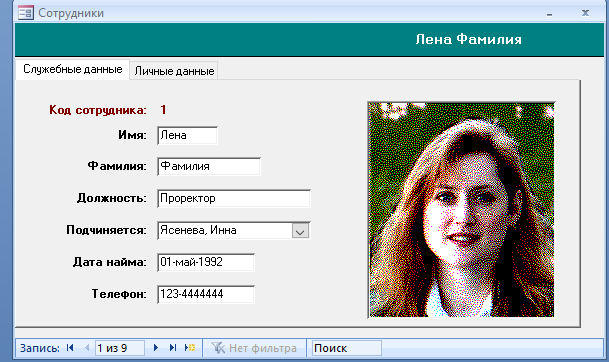 Сотрудники
Лена Фамилия
Служебные данные Личные данные
Код сотрудника: 1
Имя: Лена
Фамилия: Фамилия
Должность: Проректор
Подчиняется: Ясенева, Инна
Дата найма: 01-май-1992
Телефон: 123-4444444
Запись: 1 из 9 Нет фильтра Поиск